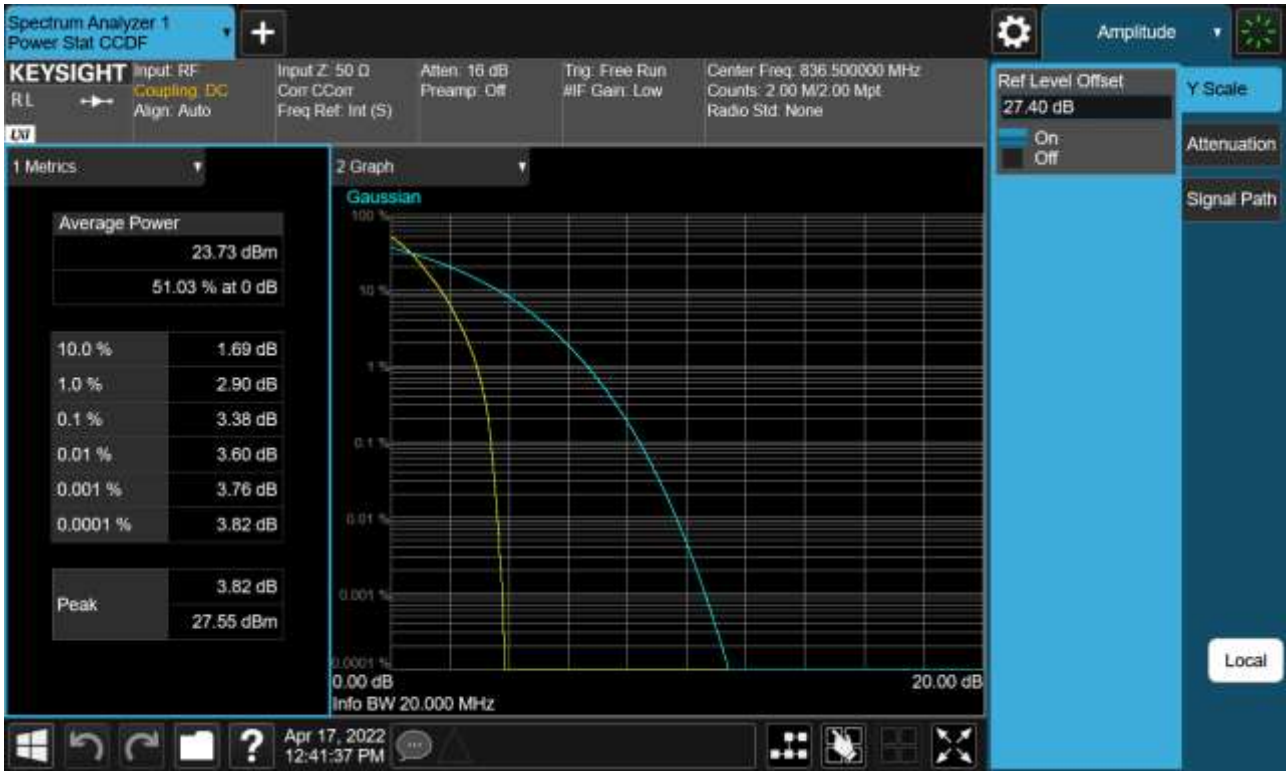 Spectrum Analyzer 1
Power Stat CCDF
+
Amplitude
KEYSIGHT
RL
LXI
Input: RF
Coupling: DC
Align: Auto
Input Z: 50 Ω
Corr CCorr
Freq Ref: Int (S)
Atten: 16 dB
Preamp: Off
Trig: Free Run
#IF Gain: Low
Center Freq: 836.500000 MHz
Counts: 2.00 M/2.00 Mpt
Radio Std: None
Ref Level Offset
27.40 dB
On
Off
Y Scale
Attenuation
Signal Path
1 Metrics
Average Power
23.73 dBm
51.03 % at 0 dB
10.0 % 1.69 dB
1.0 % 2.90 dB
0.1 % 3.38 dB
0.01 % 3.60 dB
0.001 % 3.76 dB
0.0001 % 3.82 dB
Peak
3.82 dB
27.55 dBm
2 Graph
Gaussian
100 %
10 %
1 %
0.1 %
0.01 %
0.001 %
0.0001 %
0.00 dB 20.00 dB
Info BW 20.000 MHz
Local
?
Apr 17, 2022
12:41:37 PM